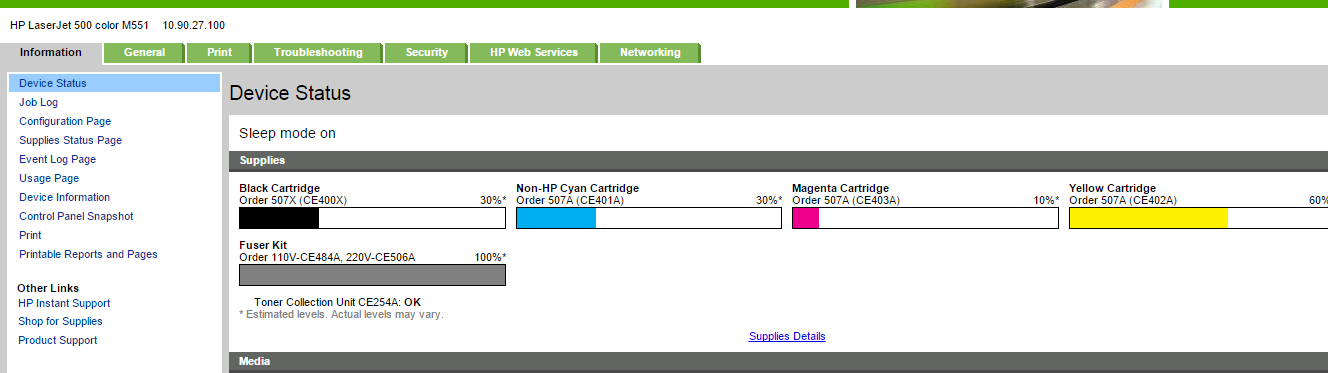 HP LaserJet 500 color M551 10.90.27.100
Information General Print Troubleshooting Security HP Web Services Networking
Device Status
Job Log
Configuration Page
Supplies Status Page
Event Log Page
Usage Page
Device Information
Control Panel Snapshot
Print
Printable Reports and Pages
Other Links
HP Instant Support
Shop for Supplies
Product Support
Device Status
Sleep mode on
Supplies
Black Cartridge
Order 507X (CE400X) 30%*
Non-HP Cyan Cartridge
Order 507A (CE401A) 30%*
Magenta Cartridge
Order 507A (CE403A) 10%*
Yellow Cartridge
Order 507A (CE402A) 60%
Fuser Kit
Order 110V-CE484A, 220V-CE506A 100%*
Toner Collection Unit CE254A: OK
* Estimated levels. Actual levels may vary.
Supplies Details
Media